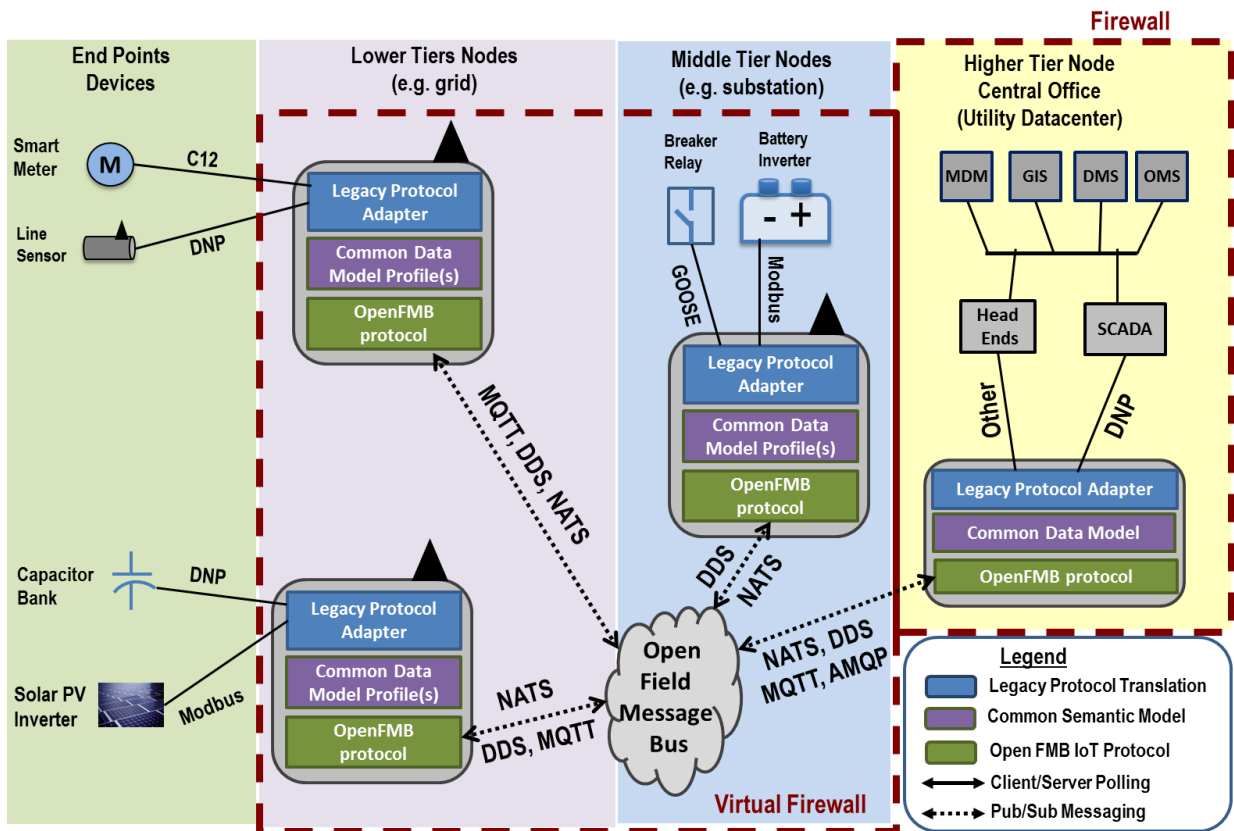 Firewall
End Points
Devices
Lower Tiers Nodes
(e.g. grid)
Middle Tier Nodes
(e.g. substation)
Higher Tier Node
Central Office
(Utility Datacenter)
Smart
Meter
M
C12
Line
Sensor
DNP
Legacy Protocol
Adapter
Common Data
Model Profile(s)
OpenFMB
protocol
Breaker
Relay
Battery
Inverter
- +
GOOSE
Modbus
Legacy Protocol
Adapter
Common Data
Model Profile(s)
OpenFMB
protocol
MDM
GIS
DMS
OMS
Head
Ends
SCADA
Other
DNP
Legacy Protocol Adapter
Common Data Model
OpenFMB protocol
MQTT, DDS, NATS
DDS
NATS
Capacitor
Bank
DNP
Solar PV
Inverter
Modbus
Legacy Protocol
Adapter
Common Data
Model Profile(s)
OpenFMB
protocol
NATS
DDS, MQTT
Open
Field
Message
Bus
NATS, DDS
MQTT, AMQP
Virtual Firewall
Legend
Legacy Protocol Translation
Common Semantic Model
Open FMB IoT Protocol
Client/Server Polling
Pub/Sub Messaging